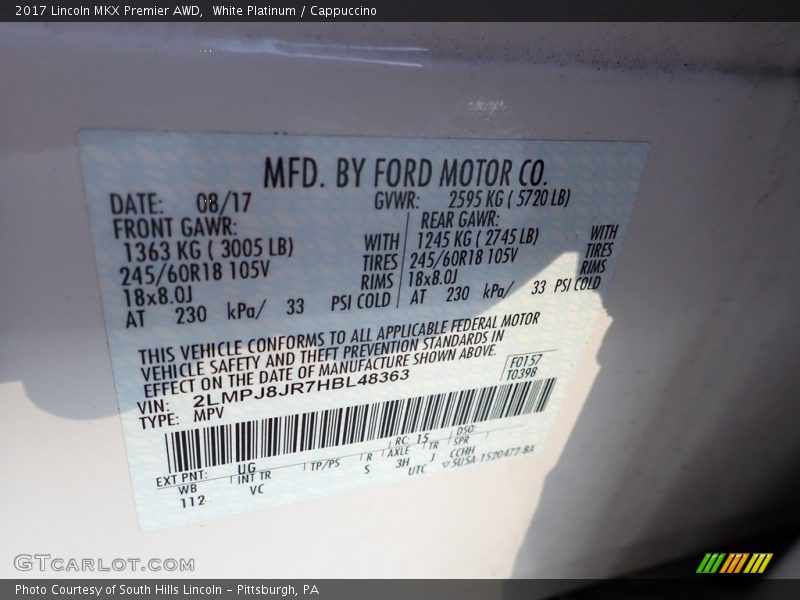 2017 Lincoln MKX Premier AWD, White Platinum / Cappuccino
MFD. BY FORD MOTOR CO.
DATE: 08/17 GVWR: 2595 KG ( 5720 LB)
FRONT GAWR: REAR GAWR:
1363 KG ( 3005 LB) WITH 1245 KG ( 2745 LB) WITH
245/60R18 105V TIRES 245/60R18 105V TIRES
18x8.0J RIMS 18x8.0J RIMS
AT 230 kPa/ 33 PSI COLD AT 230 kPa/ 33 PSI COLD
THIS VEHICLE CONFORMS TO ALL APPLICABLE FEDERAL MOTOR
VEHICLE SAFETY AND THEFT PREVENTION STANDARDS IN
EFFECT ON THE DATE OF MANUFACTURE SHOWN ABOVE.
F0157
T0398
VIN: 2LMPJ8JR7HBL48363
TYPE: MPV
EXT PNT: UG RC: 15 DSO:
WB INT TR TP/PS R AXLE TR SPR
112 VC S 3H J CCHH
UTC 5U5A-1520472-BA
GTCARLOT.COM
Photo Courtesy of South Hills Lincoln - Pittsburgh, PA